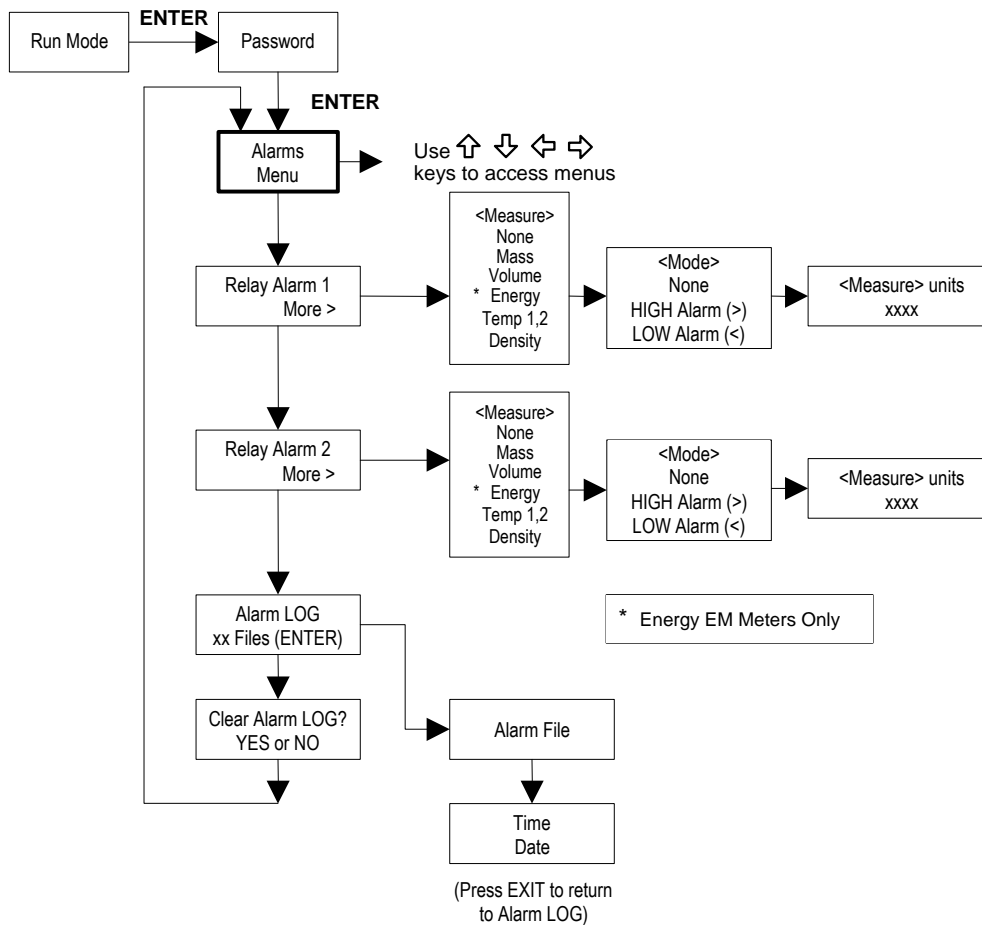 ENTER
Run Mode
Password
ENTER
Alarms
Menu
Use
keys to access menus
Relay Alarm 1
More >
<Measure>
None
Mass
Volume
* Energy
Temp 1,2
Density
<Mode>
None
HIGH Alarm (>)
LOW Alarm (<)
<Measure> units
xxxx
Relay Alarm 2
More >
<Measure>
None
Mass
Volume
* Energy
Temp 1,2
Density
<Mode>
None
HIGH Alarm (>)
LOW Alarm (<)
<Measure> units
xxxx
Alarm LOG
xx Files (ENTER)
* Energy EM Meters Only
Clear Alarm LOG?
YES or NO
Alarm File
Time
Date
(Press EXIT to return
to Alarm LOG)